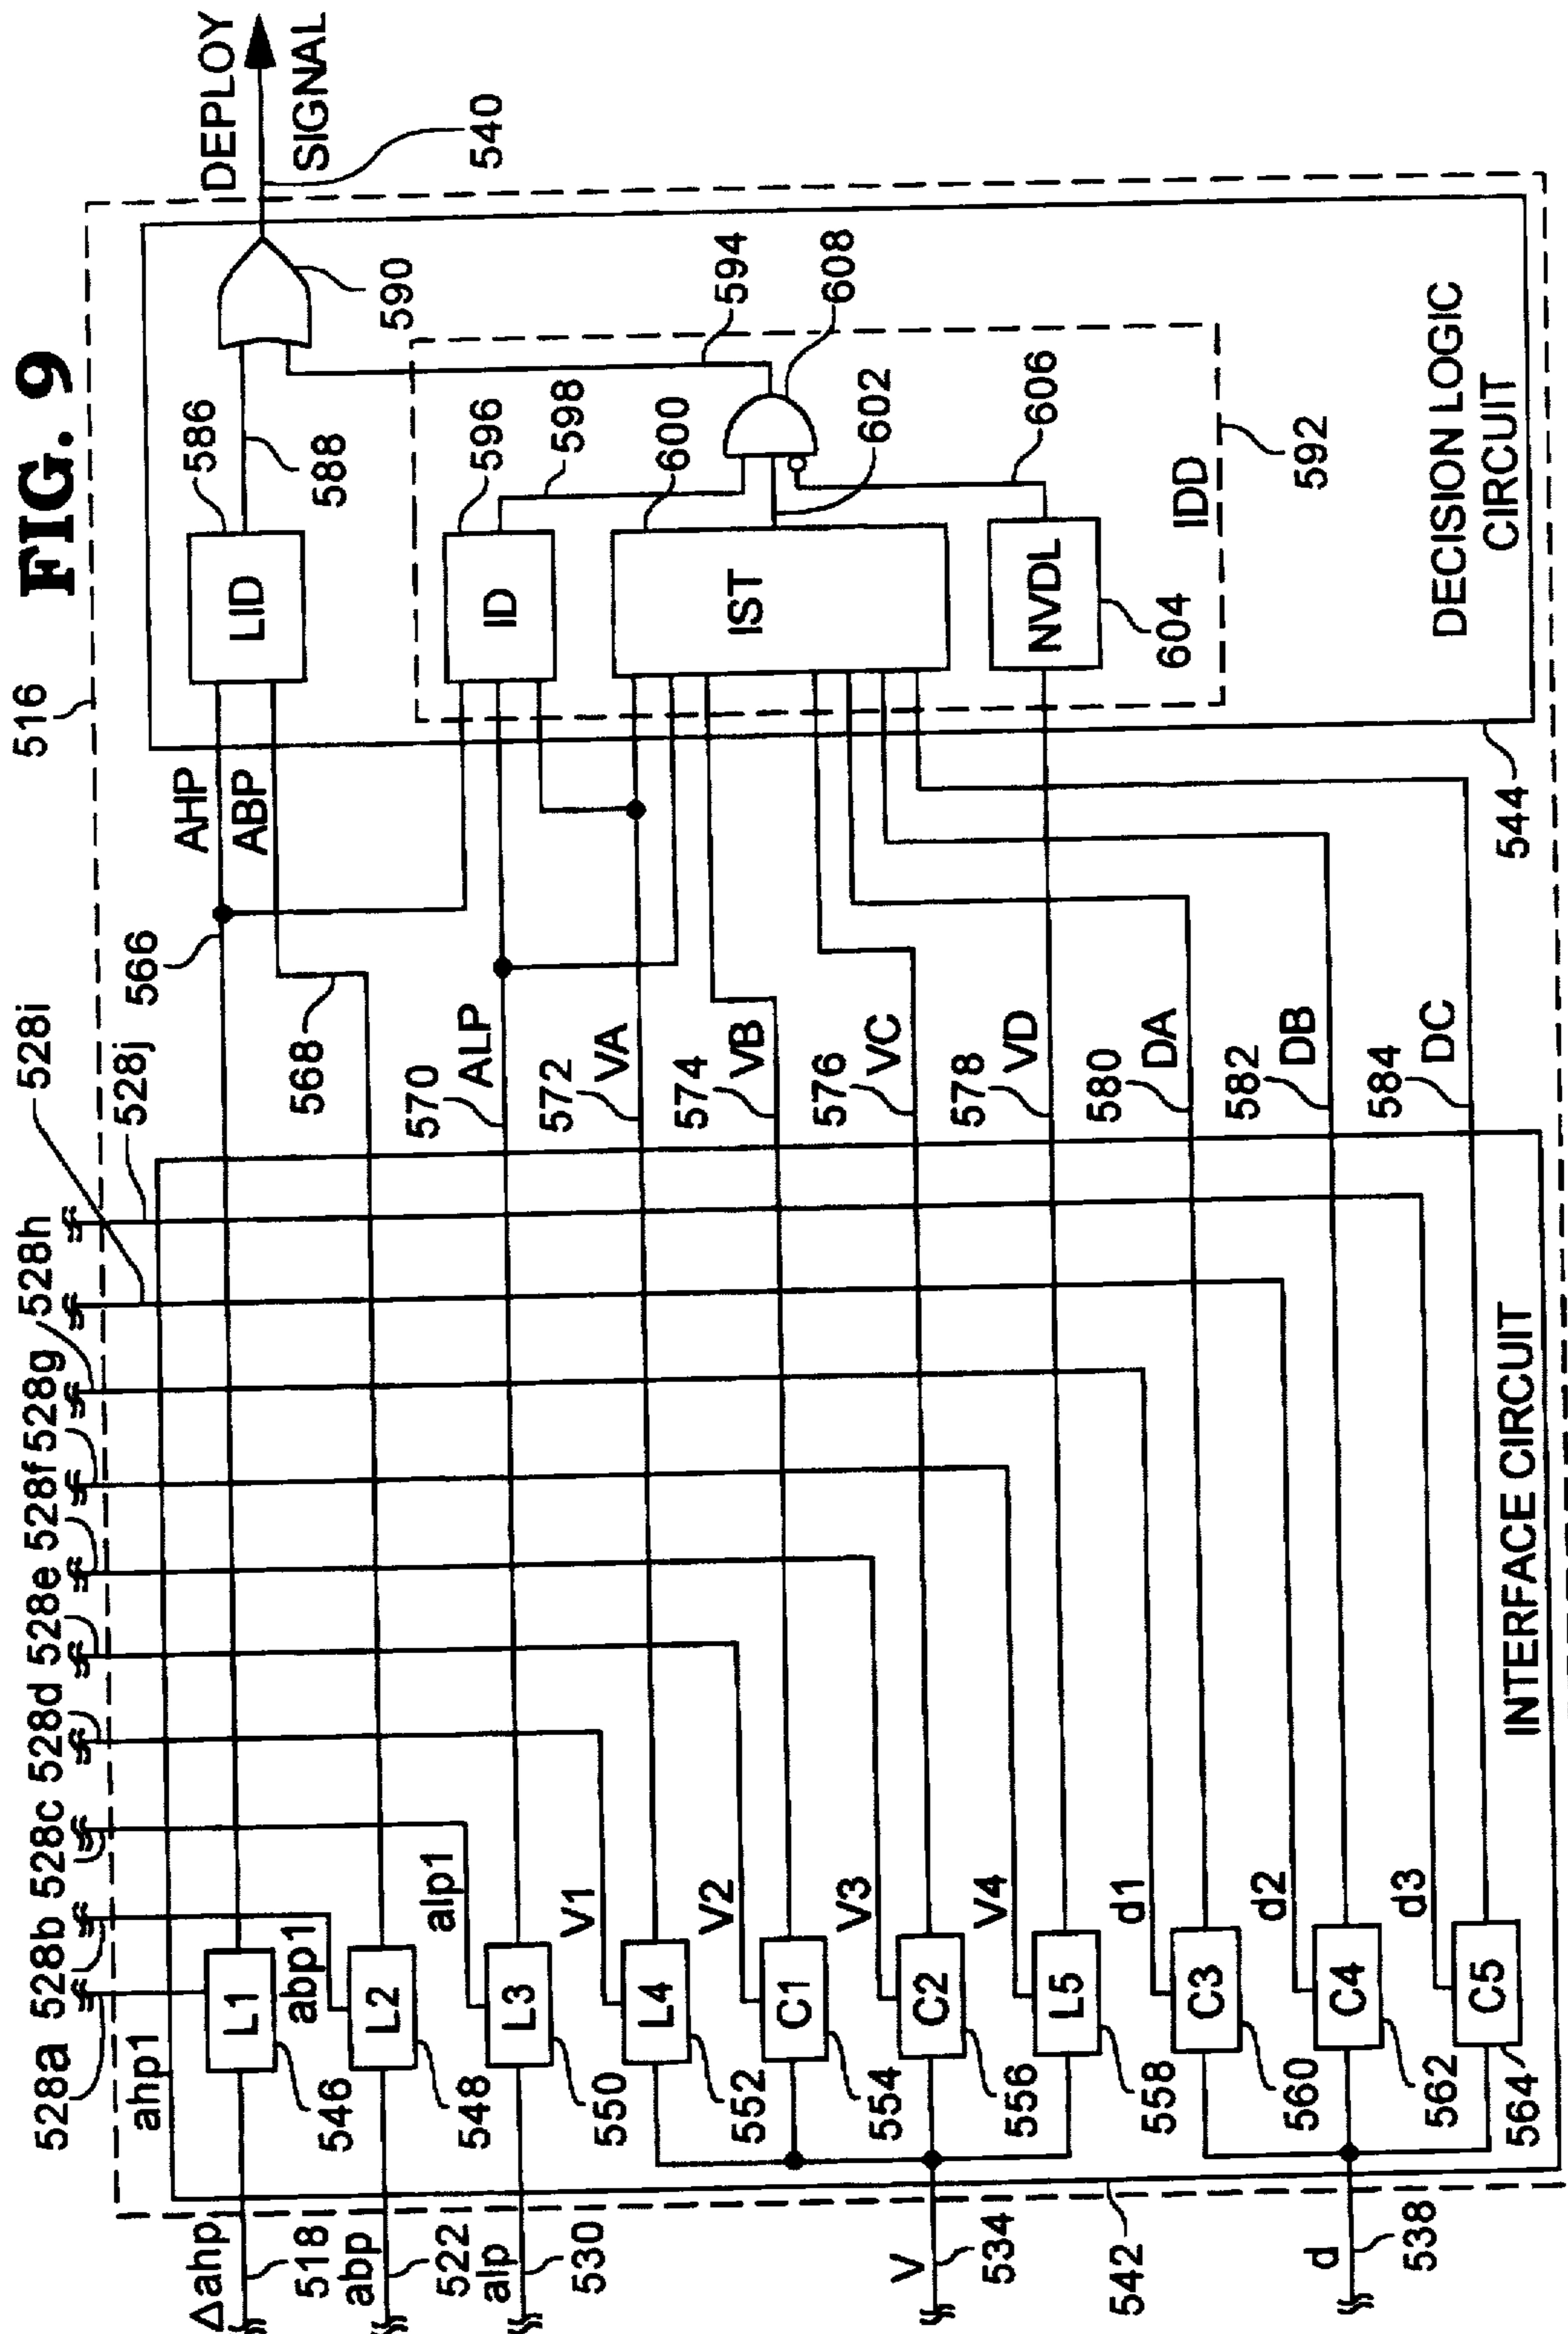 FIG. 9
516
528a
528b
528c
528d
528e
528f
528g
528h
528i
528j
DEPLOY
SIGNAL
540
ahp1
Δahp
518
L1
546
566
AHP
LID
586
588
590
abp
522
abp1
L2
548
568
ABP
alp
530
alp1
L3
550
570
ALP
ID
596
598
594
V1
L4
552
572
VA
IST
600
602
608
V2
C1
554
574
VB
V
534
V3
C2
556
576
VC
V4
L5
558
578
VD
NVDL
604
606
d1
C3
560
580
DA
IDD
592
d
538
d2
C4
562
582
DB
d3
C5
564
584
DC
542
INTERFACE CIRCUIT
544
DECISION LOGIC
CIRCUIT